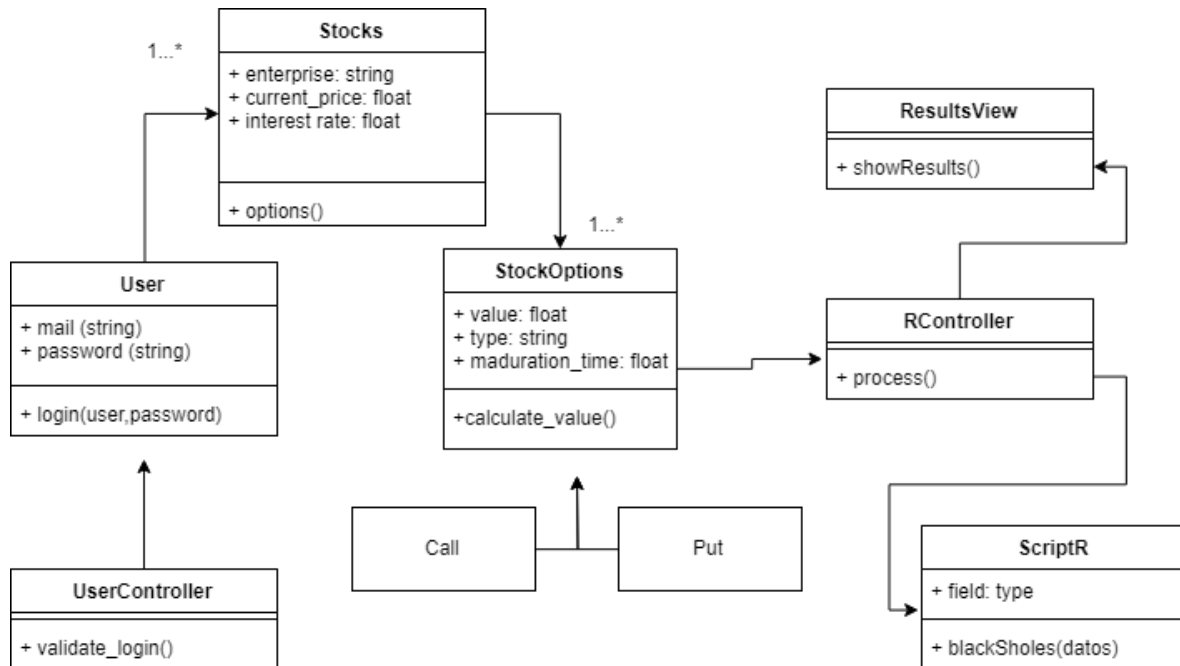 Stocks
1...*
+ enterprise: string
+ current_price: float
+ interest rate: float
+ options()
ResultsView
+ showResults()
1...*
StockOptions
+ value: float
+ type: string
+ maduration_time: float
+calculate_value()
User
+ mail (string)
+ password (string)
+ login(user,password)
RController
+ process()
Call
Put
ScriptR
+ field: type
+ blackSholes(datos)
UserController
+ validate_login()